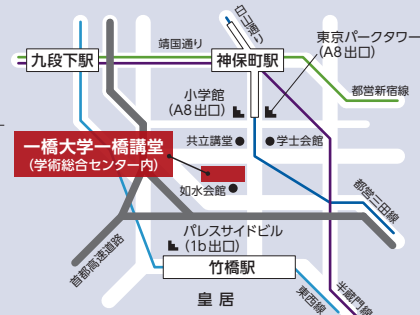 白山通り
東京パークタワー
(A8出口)
靖国通り
九段下駅
神保町駅
小学館
(A8出口)
都営新宿線
一橋大学一橋講堂
(学術総合センター内)
共立講堂
学士会館
如水会館
都営三田線
パレスサイドビル
(1b出口)
首都高速道路
竹橋駅
皇居
東西線
半蔵門線